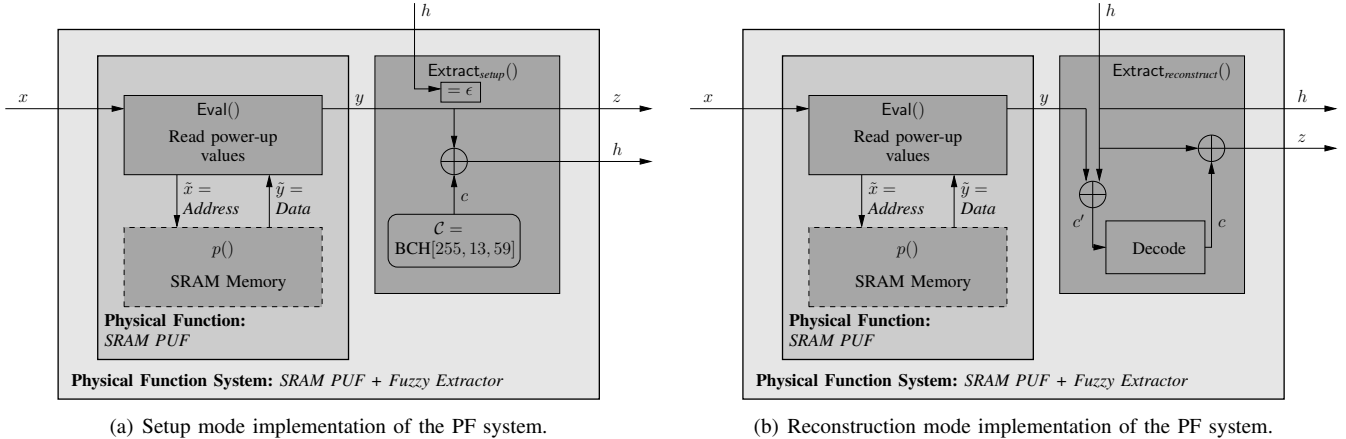 h
Extract_setup()
= ϵ
x
Eval()
Read power-up
values
y
z
h
x̃ =
Address
ỹ =
Data
c
C =
BCH[255, 13, 59]
p()
SRAM Memory
Physical Function:
SRAM PUF
Physical Function System: SRAM PUF + Fuzzy Extractor
(a) Setup mode implementation of the PF system.
h
Extract_reconstruct()
x
Eval()
Read power-up
values
y
h
z
x̃ =
Address
ỹ =
Data
c′
c
Decode
p()
SRAM Memory
Physical Function:
SRAM PUF
Physical Function System: SRAM PUF + Fuzzy Extractor
(b) Reconstruction mode implementation of the PF system.